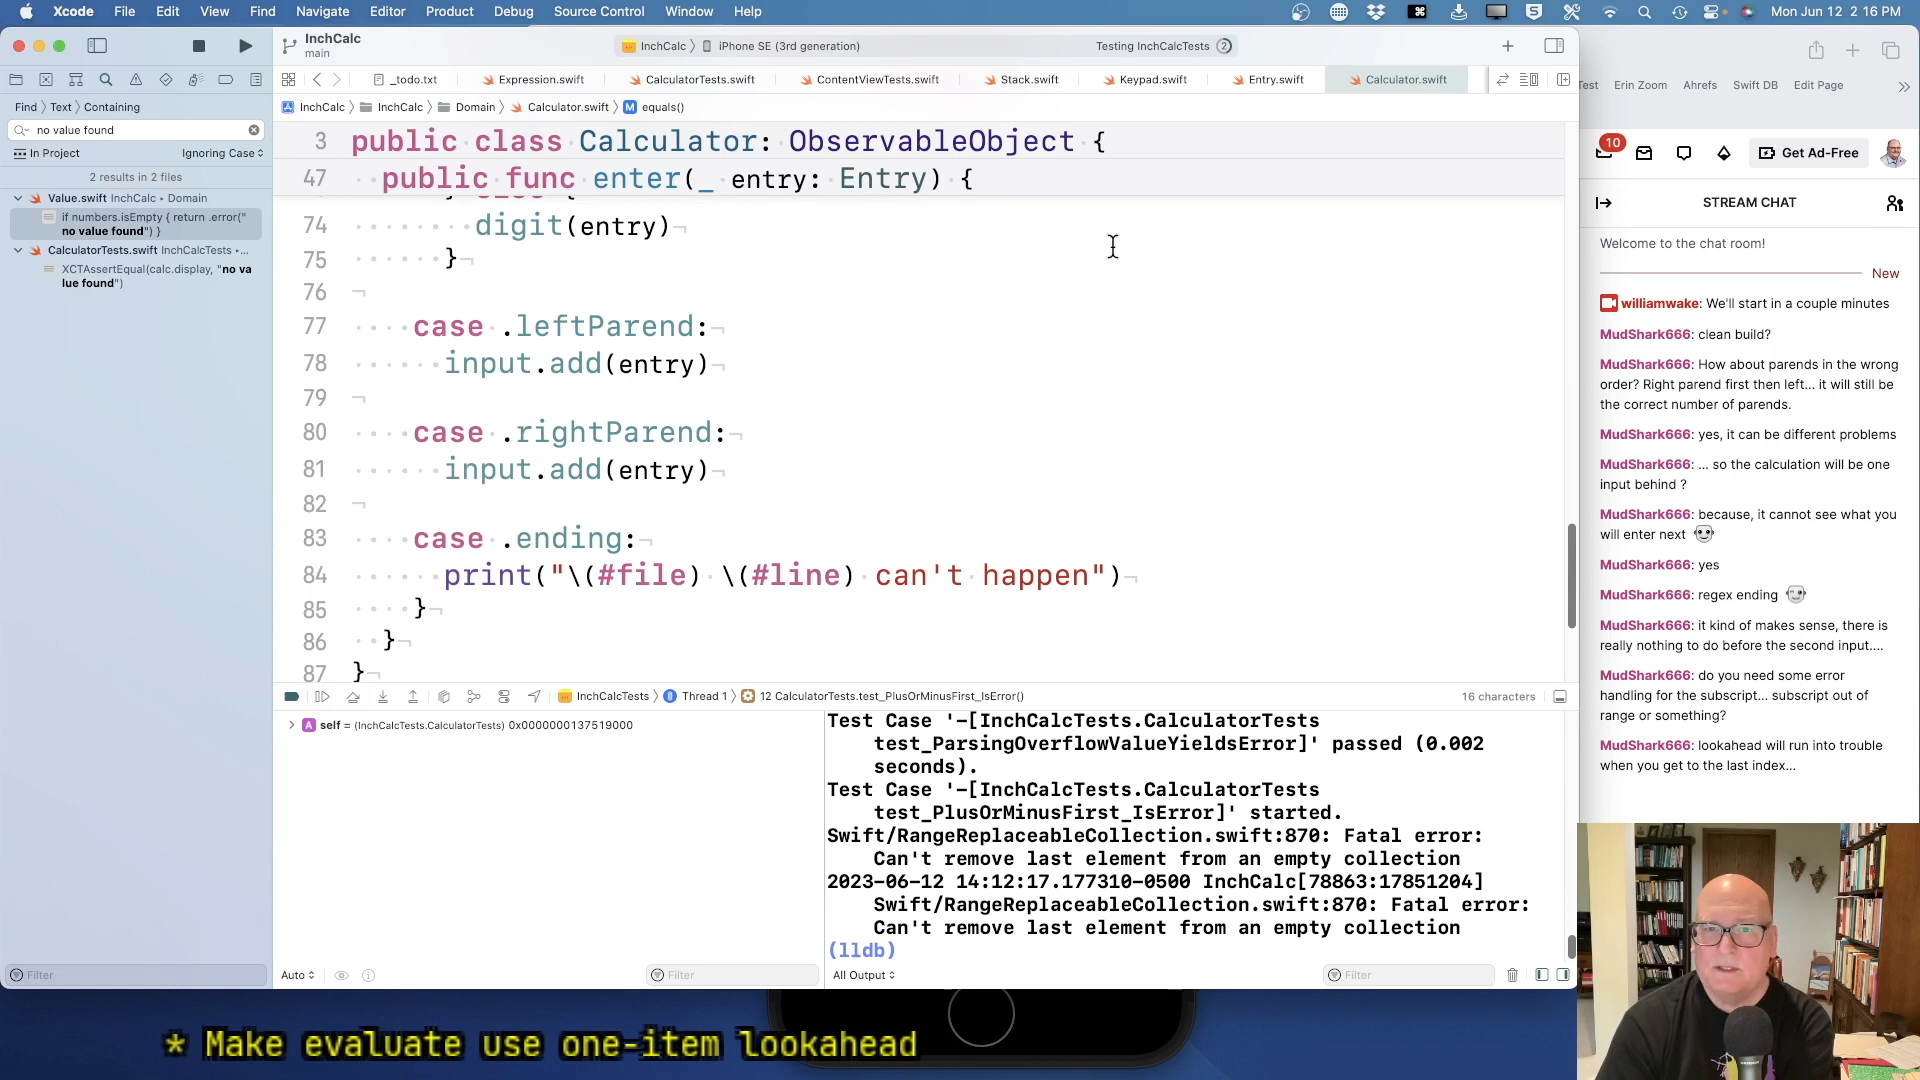 Xcode File Edit View Find Navigate Editor Product Debug Source Control Window Help
Mon Jun 12 2 16 PM
InchCalc
main
InchCalc 〉 iPhone SE (3rd generation)
Testing InchCalcTests 2
_todo.txt Expression.swift CalculatorTests.swift ContentViewTests.swift Stack.swift Keypad.swift Entry.swift Calculator.swift
Find 〉 Text 〉 Containing
InchCalc 〉 InchCalc 〉 Domain 〉 Calculator.swift 〉 M equals()
no value found
In Project Ignoring Case
2 results in 2 files
Value.swift InchCalc • Domain
if numbers.isEmpty { return .error("
no value found") }
CalculatorTests.swift InchCalcTests •...
XCTAssertEqual(calc.display, "no va
lue found")
3 public class Calculator: ObservableObject {
47 public func enter(_ entry: Entry) {
74 digit(entry)
75 }
76
77 case .leftParend:
78 input.add(entry)
79
80 case .rightParend:
81 input.add(entry)
82
83 case .ending:
84 print("\(#file) \(#line) can't happen")
85 }
86 }
87 }
InchCalcTests 〉 Thread 1 〉 12 CalculatorTests.test_PlusOrMinusFirst_IsError()
16 characters
A self = (InchCalcTests.CalculatorTests) 0x0000000137519000
Test Case '-[InchCalcTests.CalculatorTests
test_ParsingOverflowValueYieldsError]' passed (0.002
seconds).
Test Case '-[InchCalcTests.CalculatorTests
test_PlusOrMinusFirst_IsError]' started.
Swift/RangeReplaceableCollection.swift:870: Fatal error:
Can't remove last element from an empty collection
2023-06-12 14:12:17.177310-0500 InchCalc[78863:17851204]
Swift/RangeReplaceableCollection.swift:870: Fatal error:
Can't remove last element from an empty collection
(lldb)
Filter
Auto
Filter
All Output
Filter
Erin Zoom Ahrefs Swift DB Edit Page
10
Get Ad-Free
STREAM CHAT
Welcome to the chat room!
New
williamwake: We'll start in a couple minutes
MudShark666: clean build?
MudShark666: How about parends in the wrong
order? Right parend first then left... it will still be
the correct number of parends.
MudShark666: yes, it can be different problems
MudShark666: ... so the calculation will be one
input behind ?
MudShark666: because, it cannot see what you
will enter next
MudShark666: yes
MudShark666: regex ending
MudShark666: it kind of makes sense, there is
really nothing to do before the second input....
MudShark666: do you need some error
handling for the subscript... subscript out of
range or something?
MudShark666: lookahead will run into trouble
when you get to the last index...
* Make evaluate use one-item lookahead